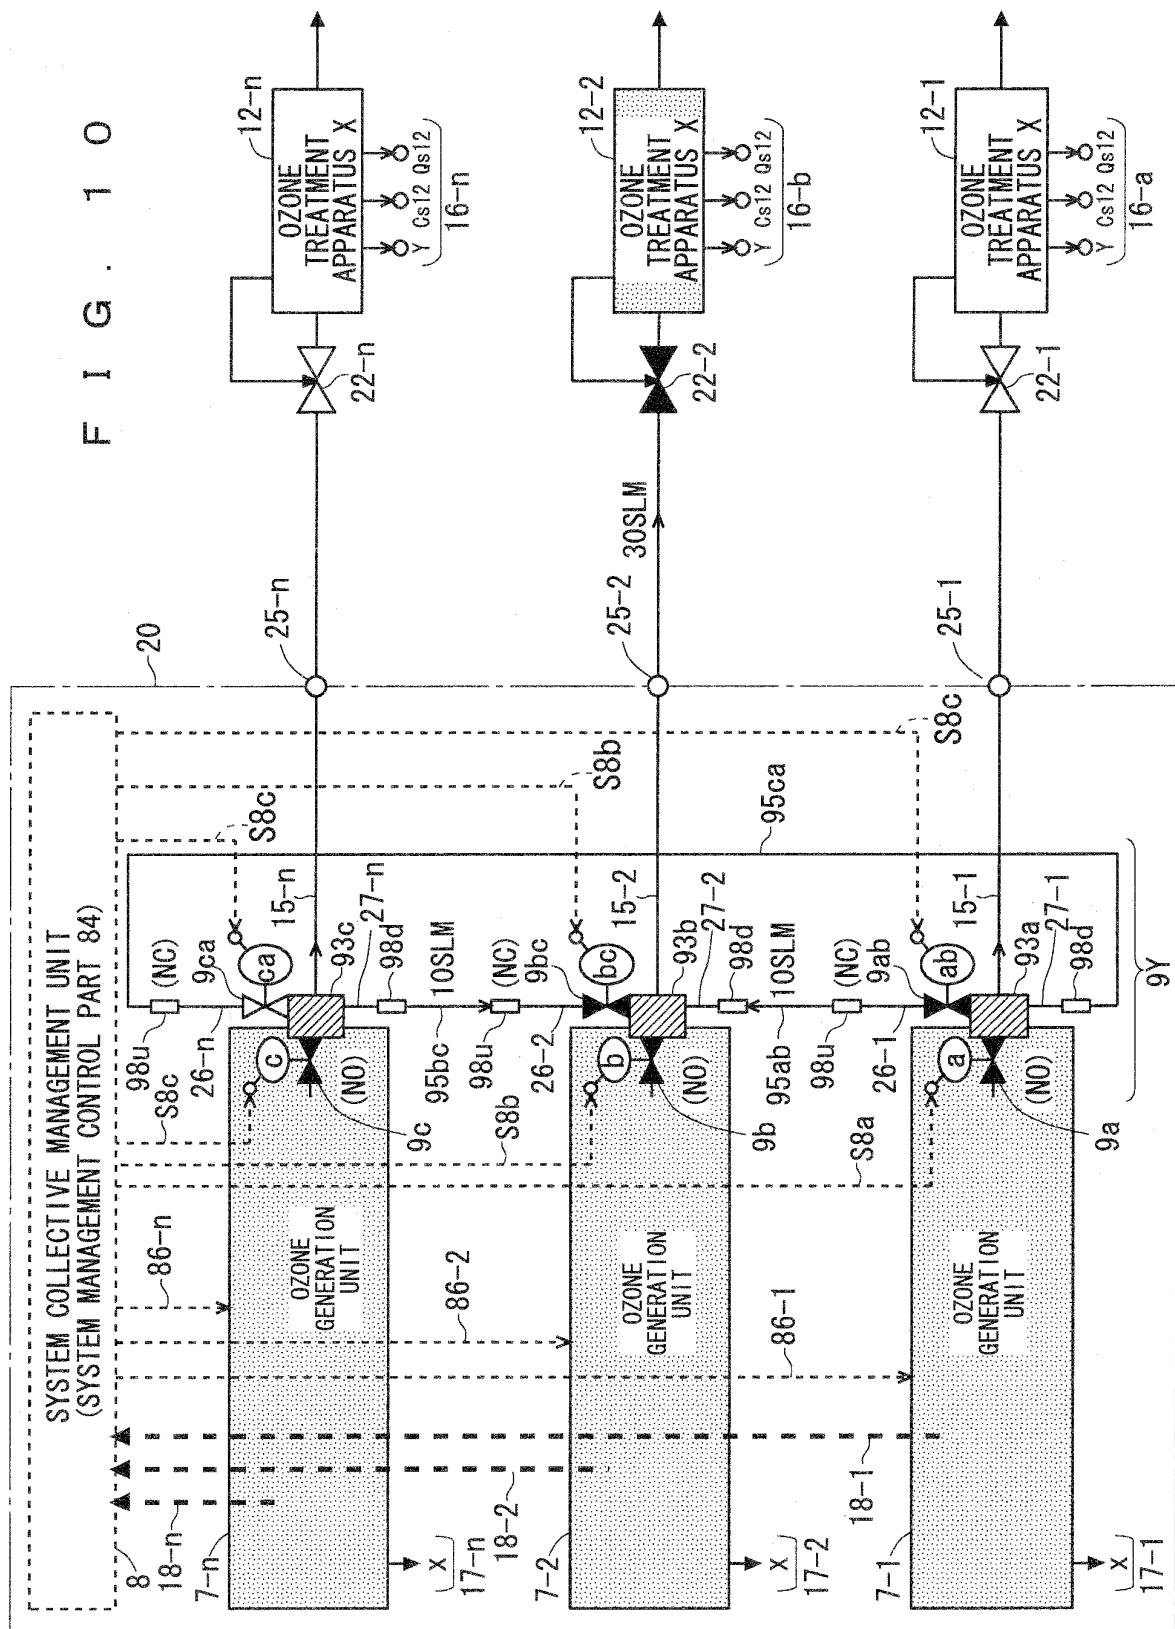 FIG. 10
SYSTEM COLLECTIVE MANAGEMENT UNIT
(SYSTEM MANAGEMENT CONTROL PART 84)
8
18-n
7-n
X
17-n
86-n
OZONE
GENERATION
UNIT
S8c
98u
(NC)
26-n
9ca
ca
c
(NO)
9c
93c
15-n
27-n
98d
S8c
20
25-n
22-n
12-n
OZONE
TREATMENT
APPARATUS X
Y Cs12 Qs12
16-n
18-2
7-2
X
17-2
86-2
OZONE
GENERATION
UNIT
S8b
95bc
10SLM
98u
(NC)
26-2
9bc
bc
b
(NO)
9b
93b
15-2
27-2
98d
S8b
25-2
30SLM
22-2
12-2
OZONE
TREATMENT
APPARATUS X
Y Cs12 Qs12
16-b
18-1
7-1
X
17-1
86-1
OZONE
GENERATION
UNIT
S8a
95ab
10SLM
98u
(NC)
26-1
9ab
ab
a
(NO)
9a
93a
15-1
27-1
98d
95ca
S8c
9Y
25-1
22-1
12-1
OZONE
TREATMENT
APPARATUS X
Y Cs12 Qs12
16-a